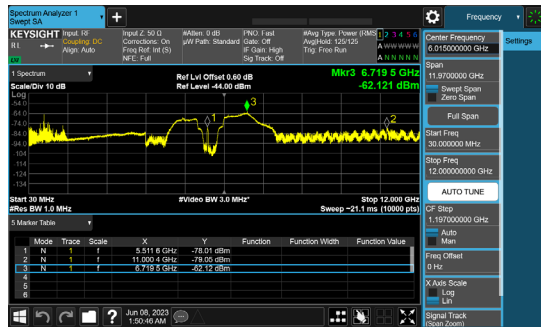 Spectrum Analyzer 1
Swept SA
Frequency
Settings
KEYSIGHT
RL
Input: RF
Coupling: DC
Align: Auto
Input Z: 50 Ω
Corrections: On
Freq Ref: Int (S)
NFE: Full
#Atten: 0 dB
µW Path: Standard
PNO: Fast
Gate: Off
IF Gain: High
Sig Track: Off
#Avg Type: Power (RMS
Avg|Hold: 125/125
Trig: Free Run
1 2 3 4 5 6
A W W W W W
A N N N N N
1 Spectrum
Scale/Div 10 dB
Log
Ref Lvl Offset 0.60 dB
Ref Level -44.00 dBm
Mkr3 6.719 5 GHz
-62.121 dBm
-54.0
-64.0
-74.0
-84.0
-94.0
-104
-114
-124
-134
1
2
3
Start 30 MHz
#Res BW 1.0 MHz
#Video BW 3.0 MHz*
Stop 12.000 GHz
Sweep ~21.1 ms (10000 pts)
5 Marker Table
Mode Trace Scale X Y Function Function Width Function Value
1 N 1 f 5.511 6 GHz -78.01 dBm
2 N 1 f 11.000 4 GHz -79.05 dBm
3 N 1 f 6.719 5 GHz -62.12 dBm
4
5
6
Jun 08, 2023
1:50:46 AM
Center Frequency
6.015000000 GHz
Span
11.9700000 GHz
Swept Span
Zero Span
Full Span
Start Freq
30.000000 MHz
Stop Freq
12.000000000 GHz
AUTO TUNE
CF Step
1.197000000 GHz
Auto
Man
Freq Offset
0 Hz
X Axis Scale
Log
Lin
Signal Track
(Span Zoom)